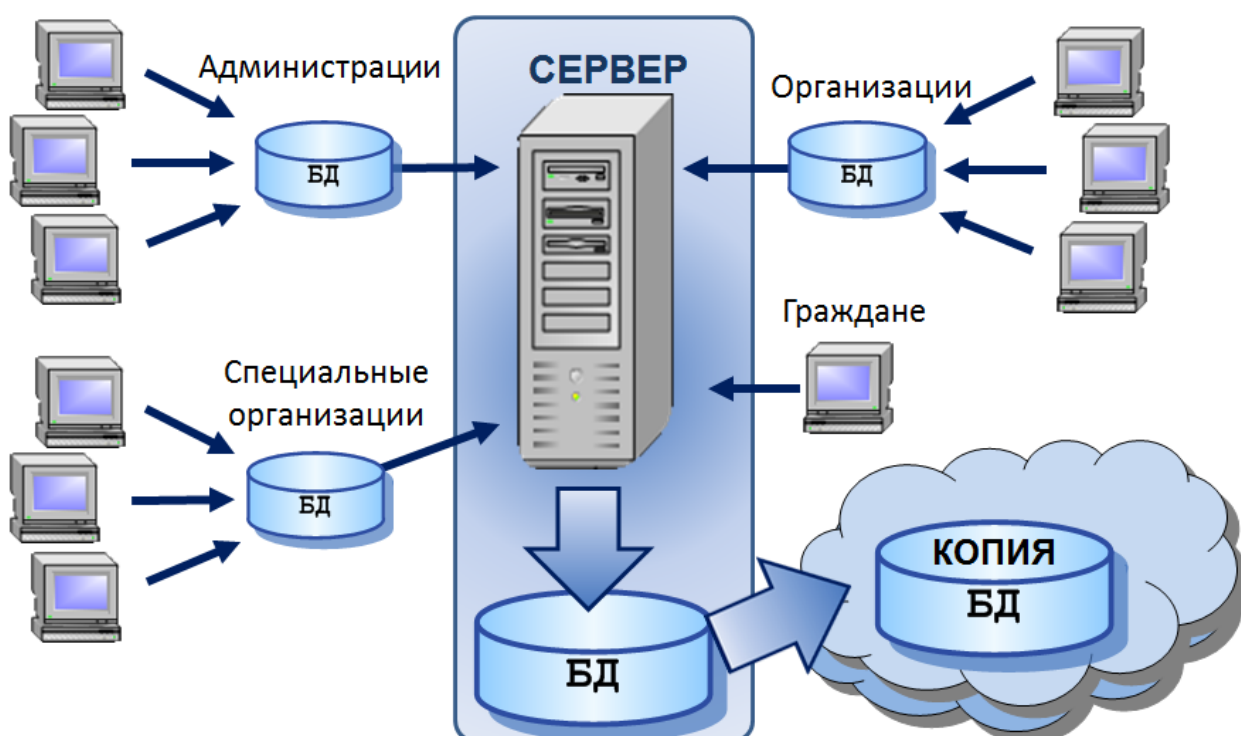 Администрации
БД
СЕРВЕР
Организации
БД
Граждане
Специальные
организации
БД
БД
КОПИЯ
БД